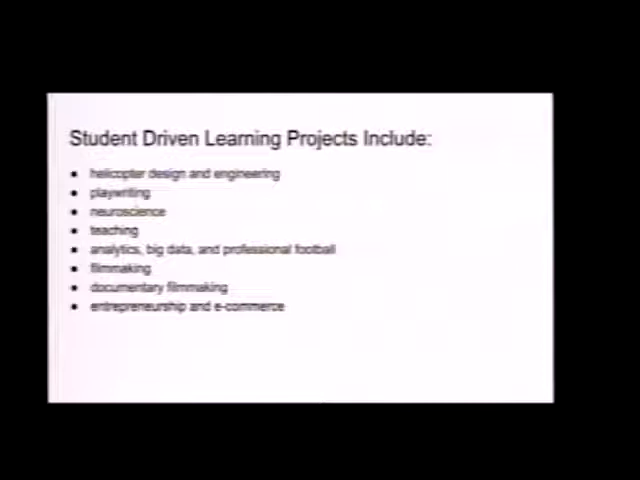 Student Driven Learning Projects Include:
● helicopter design and engineering
● playwriting
● neuroscience
● teaching
● analytics, big data, and professional football
● filmmaking
● documentary filmmaking
● entrepreneurship and e-commerce